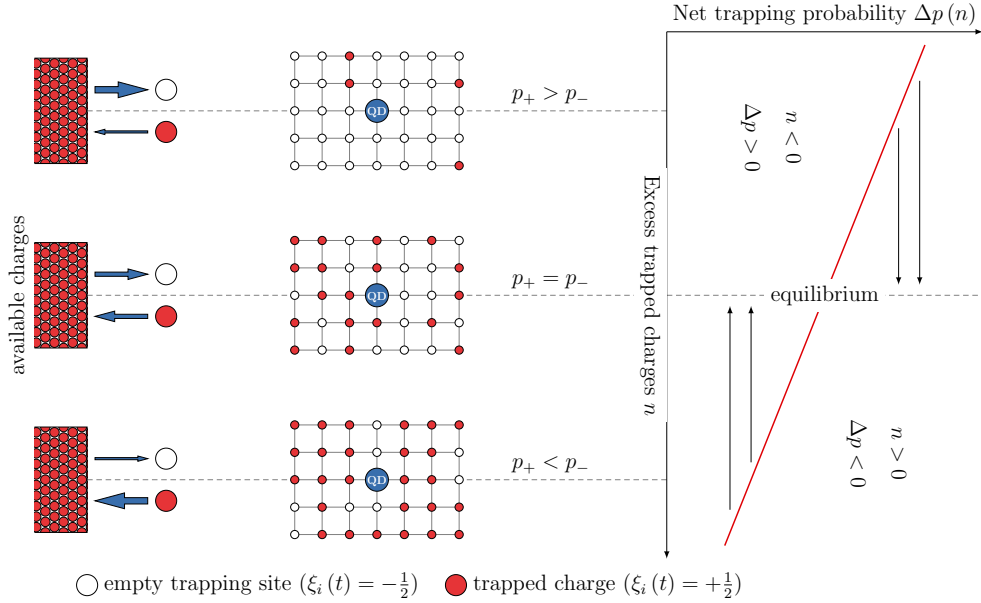 Net trapping probability Δp (n)
p₊ > p₋
n < 0
Δp > 0
QD
available charges
p₊ = p₋
QD
Excess trapped charges n
equilibrium
p₊ < p₋
QD
n > 0
Δp < 0
empty trapping site (ξᵢ (t) = −½)
trapped charge (ξᵢ (t) = +½)